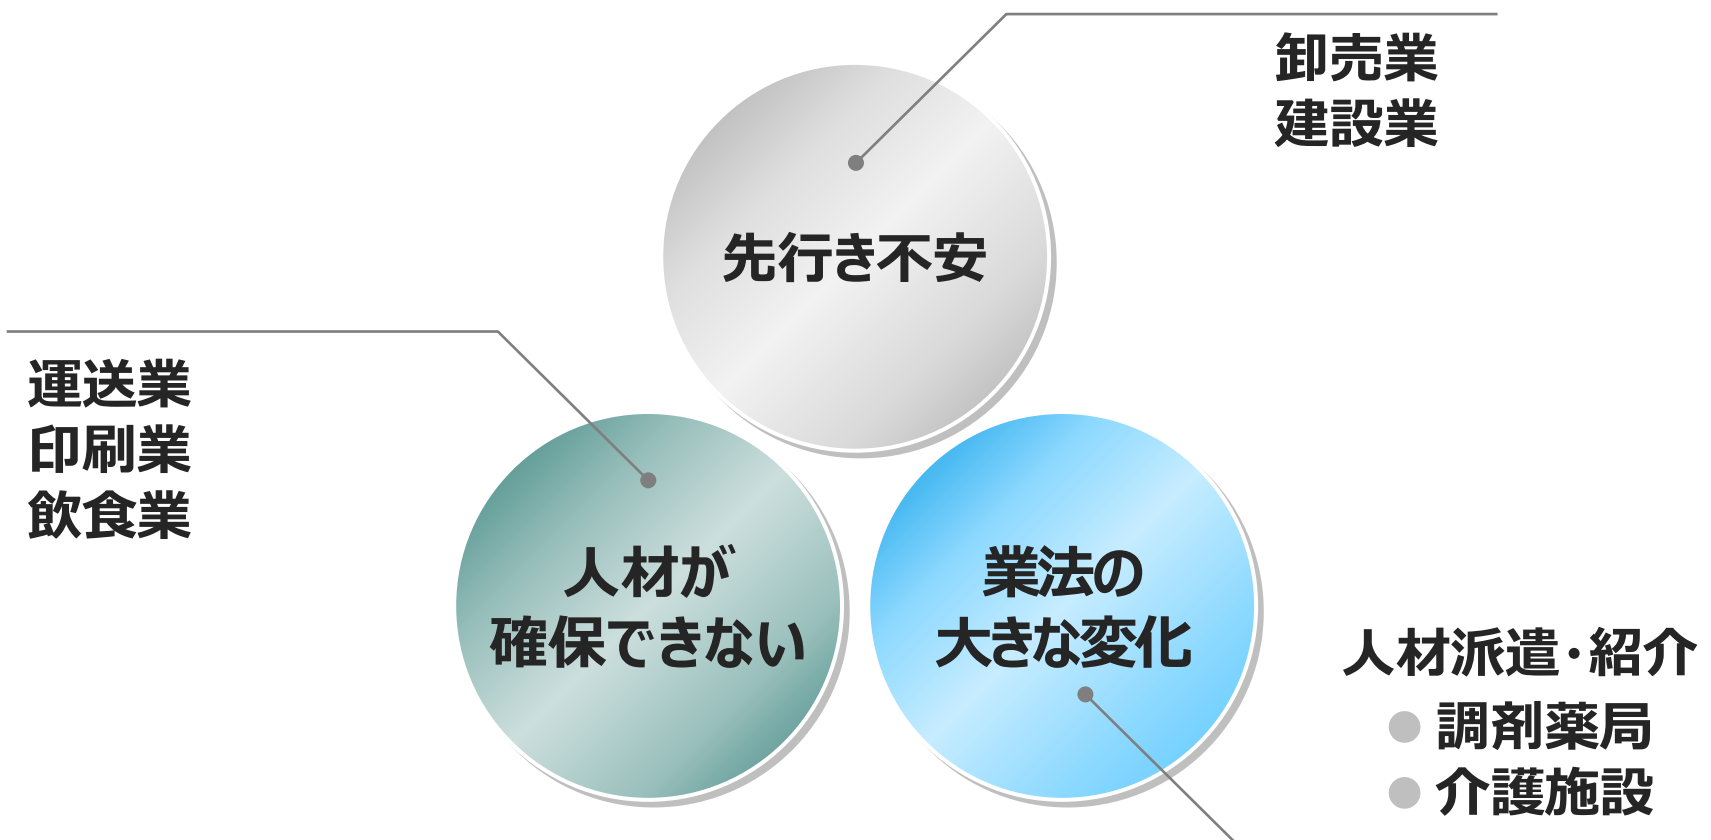 卸売業
建設業
先行き不安
運送業
印刷業
飲食業
人材が
確保できない
業法の
大きな変化
人材派遣・紹介
● 調剤薬局
● 介護施設